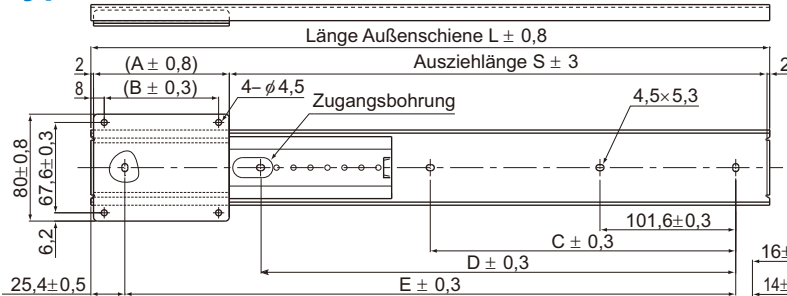 Länge Außenschiene L ± 0,8
2
(A ± 0,8)
Ausziehlänge S ± 3
2
8
(B ± 0,3)
4– ϕ 4,5
Zugangsbohrung
4,5×5,3
80±0,8
67,6±0,3
6,2
101,6±0,3
C ± 0,3
D ± 0,3
16±
25,4±0,5
E ± 0,3
14±